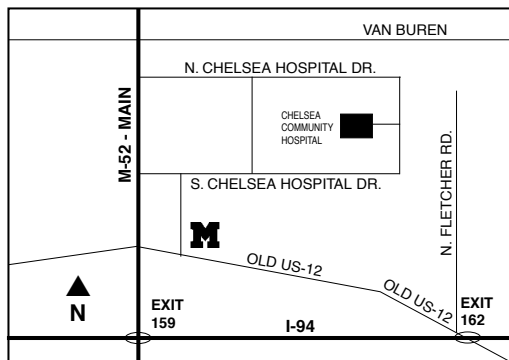 VAN BUREN
N. CHELSEA HOSPITAL DR.
CHELSEA
COMMUNITY
HOSPITAL
M-52 - MAIN
N. FLETCHER RD.
S. CHELSEA HOSPITAL DR.
M
OLD US-12
OLD US-12
N
EXIT
159
I-94
EXIT
162